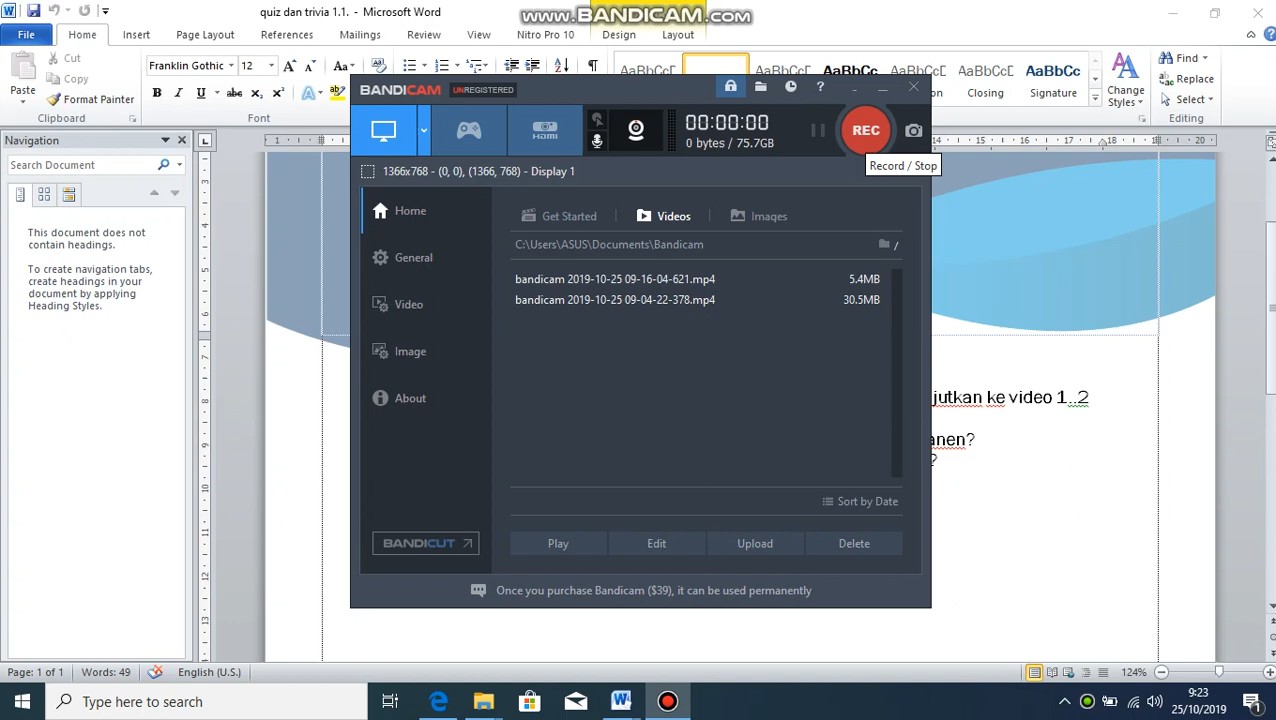 quiz dan trivia 1.1. - Microsoft Word
www.BANDICAM.com
File Home Insert Page Layout References Mailings Review View Nitro Pro 10 Design Layout
Cut
Copy
Format Painter
Paste
Clipboard
Franklin Gothic 12
Font
AaBbCc AaBbCc AaBbCc AaBbCc AaBbCc
Closing Signature
Change Styles
Find
Replace
Select
Editing
BANDICAM UNREGISTERED
HDMI
00:00:00
0 bytes / 75.7GB
REC
Record / Stop
1366x768 - (0, 0), (1366, 768) - Display 1
Home
General
Video
Image
About
BANDICUT
Get Started Videos Images
C:\Users\ASUS\Documents\Bandicam
bandicam 2019-10-25 09-16-04-621.mp4 5.4MB
bandicam 2019-10-25 09-04-22-378.mp4 30.5MB
Sort by Date
Play Edit Upload Delete
Once you purchase Bandicam ($39), it can be used permanently
Navigation
Search Document
This document does not
contain headings.
To create navigation tabs,
create headings in your
document by applying
Heading Styles.
jutkan ke video 1..2
anen?
?
Page: 1 of 1 Words: 49 English (U.S.) 124%
Type here to search
9:23
25/10/2019